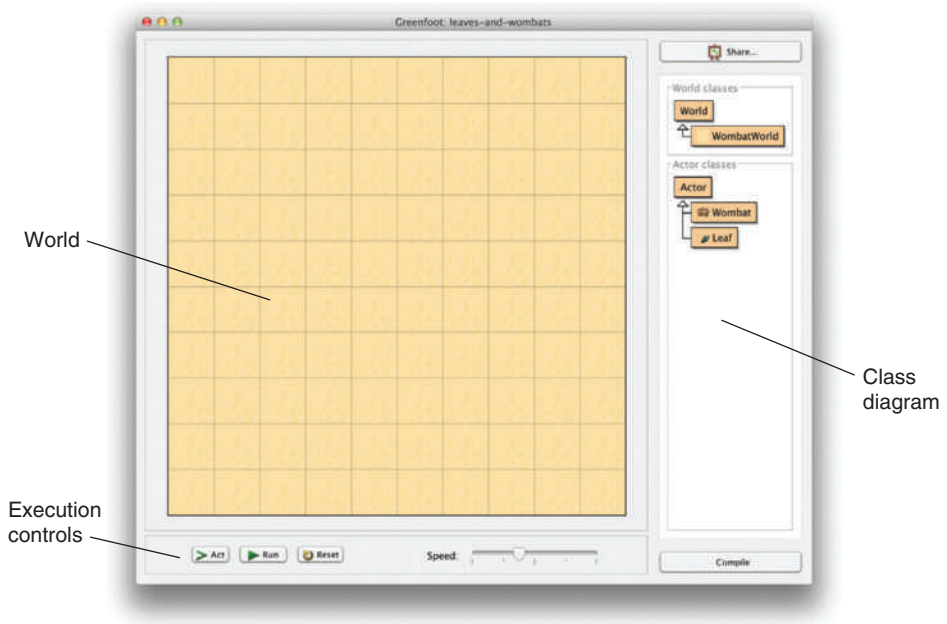 Greenfoot: leaves-and-wombats
Share...
World classes
World
WombatWorld
Actor classes
Actor
Wombat
Leaf
World
Class
diagram
Execution
controls
Act
Run
Reset
Speed:
Compile